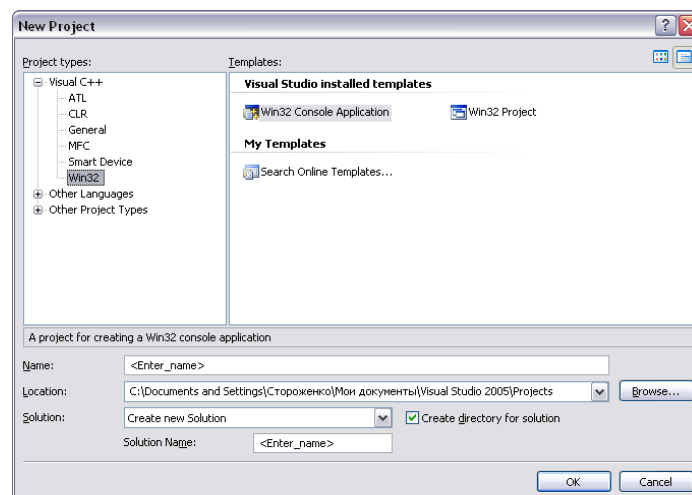 New Project
Project types:
Templates:
Visual C++
ATL
CLR
General
MFC
Smart Device
Win32
Other Languages
Other Project Types
Visual Studio installed templates
Win32 Console Application
Win32 Project
My Templates
Search Online Templates...
A project for creating a Win32 console application
Name:
<Enter_name>
Location:
C:\Documents and Settings\Стороженко\Мои документы\Visual Studio 2005\Projects
Browse...
Solution:
Create new Solution
Create directory for solution
Solution Name:
<Enter_name>
OK
Cancel